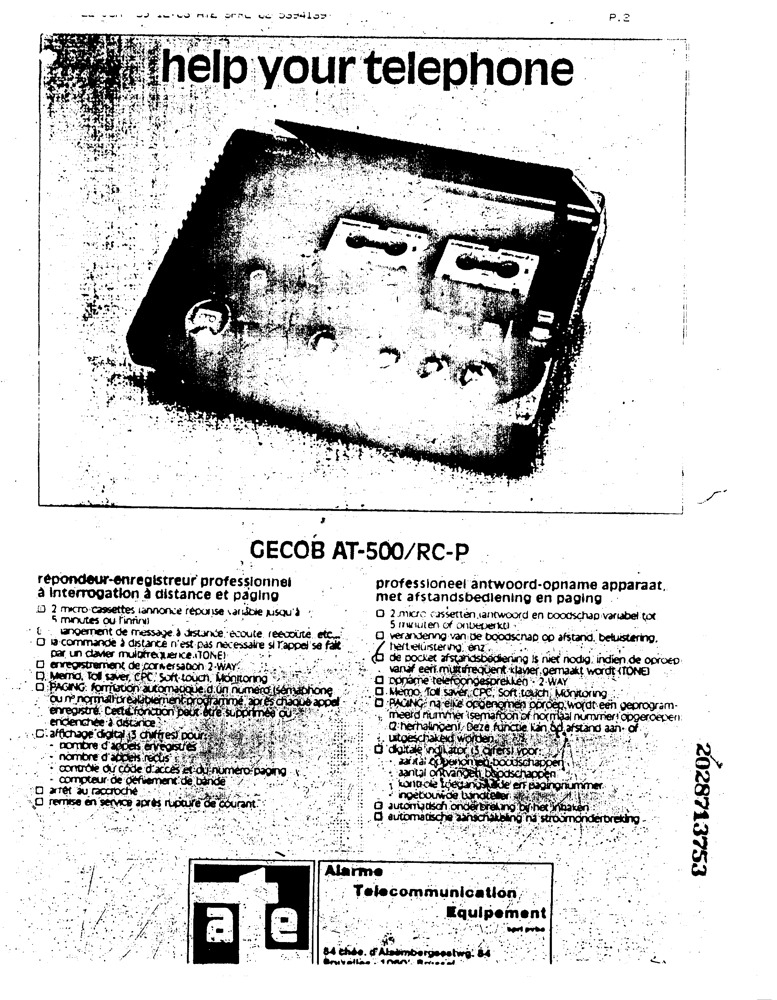 P.2
help your telephone
GECOB AT-500/RC-P
répondeur-enregistreur professionnel
à interrogation à distance et paging
2 micro cassettes (annonce réponse variable jusqu'à
5 minutes ou l'infini)
changement de message à distance, écoute, réécoute, etc...
la commande à distance n'est pas nécessaire si l'appel se fait
par un clavier multifréquence (TONE)
enregistrement de conversation 2-WAY
Memo, Toll saver, CPC, Soft touch, Monitoring
PAGING: formation automatique d'un numéro (sémaphone
ou n° normal) préalablement programmé, après chaque appel
enregistré. Cette fonction peut être supprimée ou
enclenchée à distance
affichage digital (3 chiffres) pour:
- nombre d'appels enregistrés
- nombre d'appels reçus
- contrôle du code d'accès et du numéro paging
- compteur de défilement de bande
arrêt au raccroché
remise en service après rupture de courant
professioneel antwoord-opname apparaat,
met afstandsbediening en paging
2 micro cassetten (antwoord en boodschap variabel tot
5 minuten of onbeperkt)
verandering van de boodschap op afstand, beluistering,
herbeluistering, enz.
de pocket afstandsbediening is niet nodig, indien de oproep
vanaf een multifrequent klavier gemaakt wordt (TONE)
opname telefoongesprekken - 2 WAY
Memo, Toll saver, CPC, Soft touch, Monitoring
PAGING: na elke opgenomen oproep wordt een geprogram-
meerd nummer (semafoon of normaal nummer) opgeroepen
(2 herhalingen). Deze functie kan op afstand aan- of
uitgeschakeld worden
digitale indikator (3 cijfers) voor:
- aantal opgenomen boodschappen
- aantal ontvangen boodschappen
- kontrole toegangskode en pagingnummer
- ingebouwde bandteller
automatisch onderbreking bij het inhaken
automatische aanschakeling na stroomonderbreking
2028713753
ate
Alarme
Telecommunication
Equipement
sprl pvba
84 chée. d'Alsembergsestwg. 84
Bruxelles - 1060 - Brussel